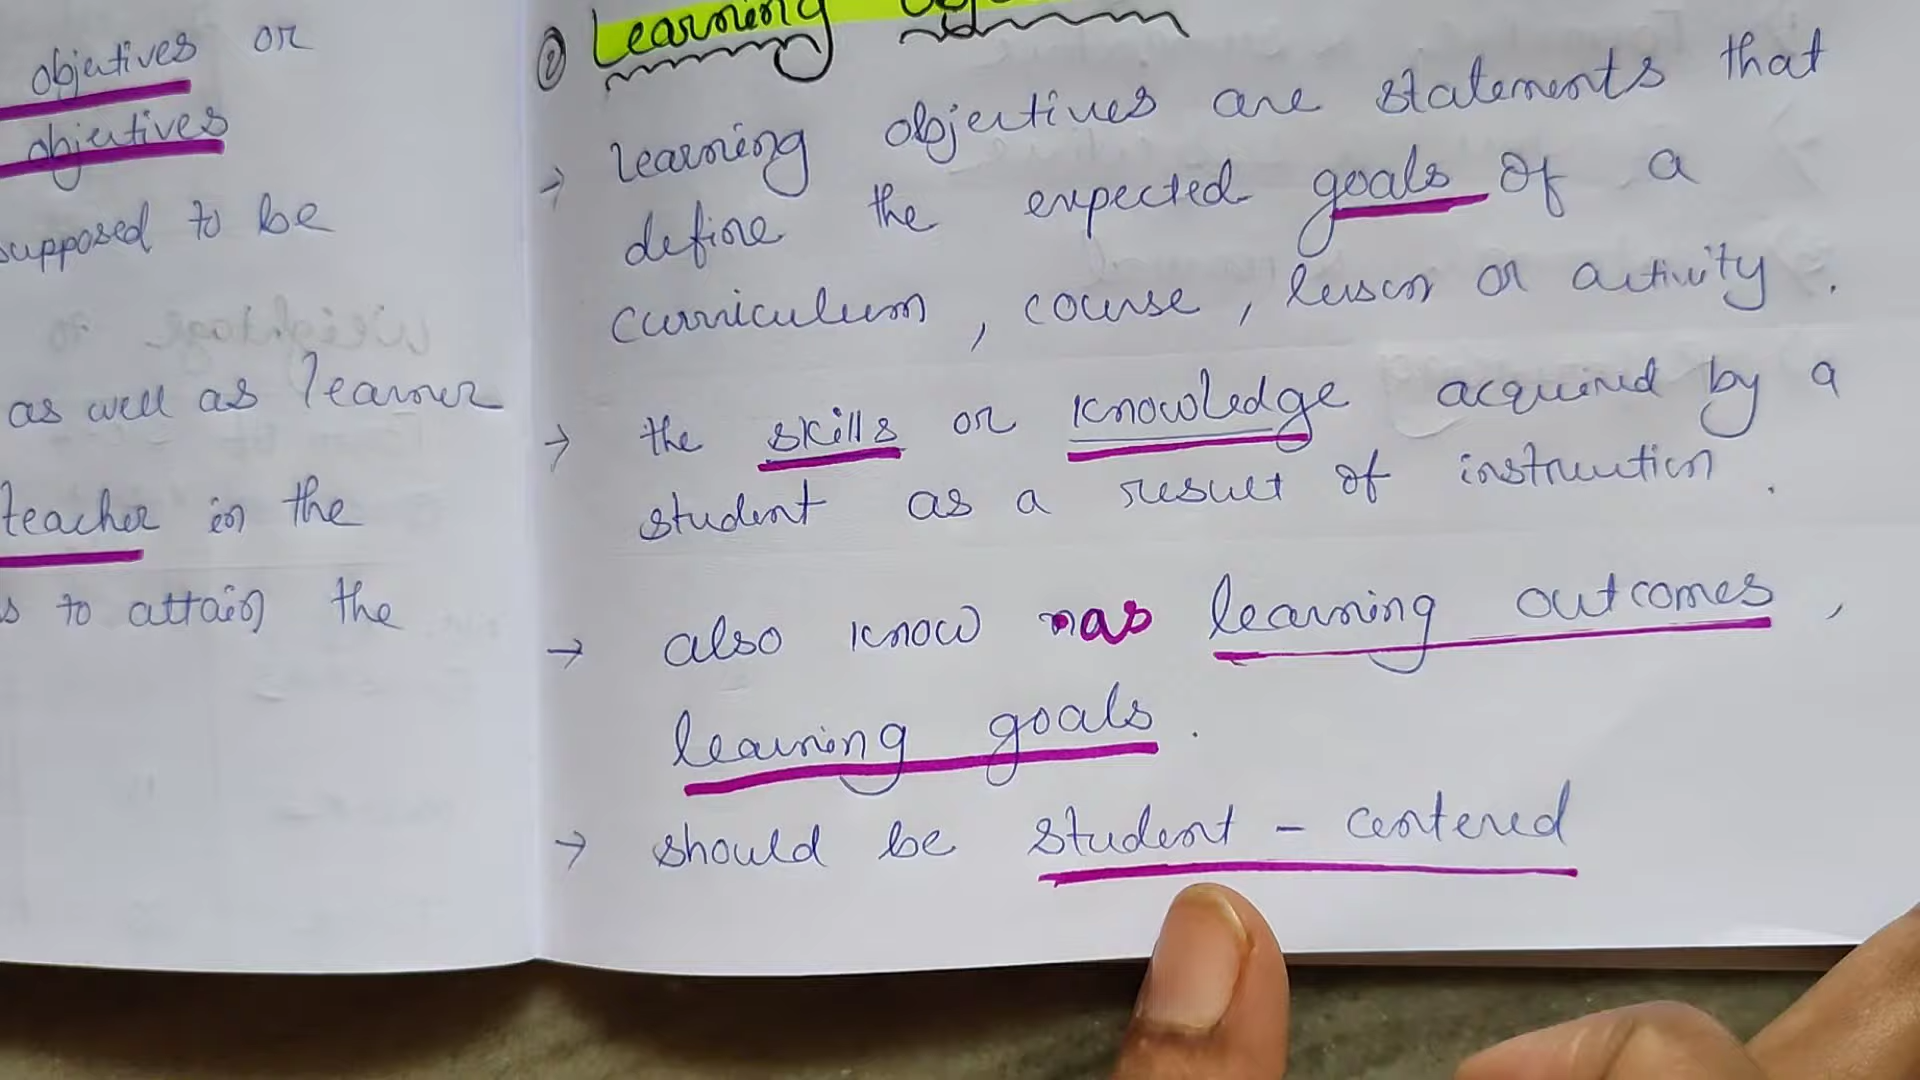 objectives or
objectives
supposed to be
as well as learner
teacher in the
to attain the
② Learning
→ learning objectives are statements that
define the expected goals of a
curriculum, course, lesson or activity.
→ the skills or knowledge acquired by a
student as a result of instruction.
→ also know n as learning outcomes,
learning goals.
→ should be student - centered